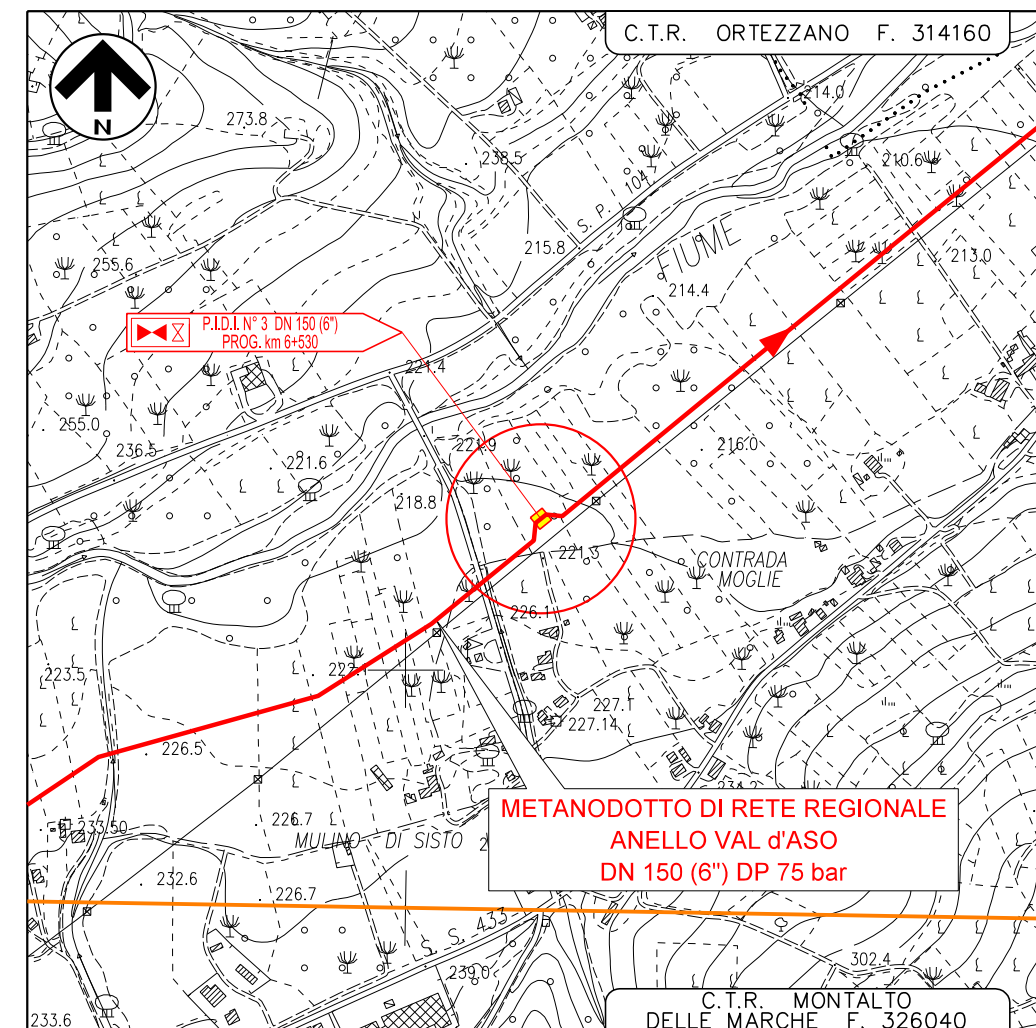 C.T.R. ORTEZZANO F. 314160
N
273.8
238.5
214.0
210.6
S. P. 104
215.8
FIUME
213.0
255.6
214.4
P.I.D.I. N° 3 DN 150 (6")
PROG. km 6+530
221.4
255.0
236.5
221.6
221.9
216.0
218.8
221.3
CONTRADA
MOGLIE
226.1
223.5
227.1
227.14
226.5
METANODOTTO DI RETE REGIONALE
ANELLO VAL d'ASO
DN 150 (6") DP 75 bar
226.7
233.50
MULINO DI SISTO
232.6
226.7
S. S. 433
239.0
302.4
233.6
C.T.R. MONTALTO
DELLE MARCHE F. 326040